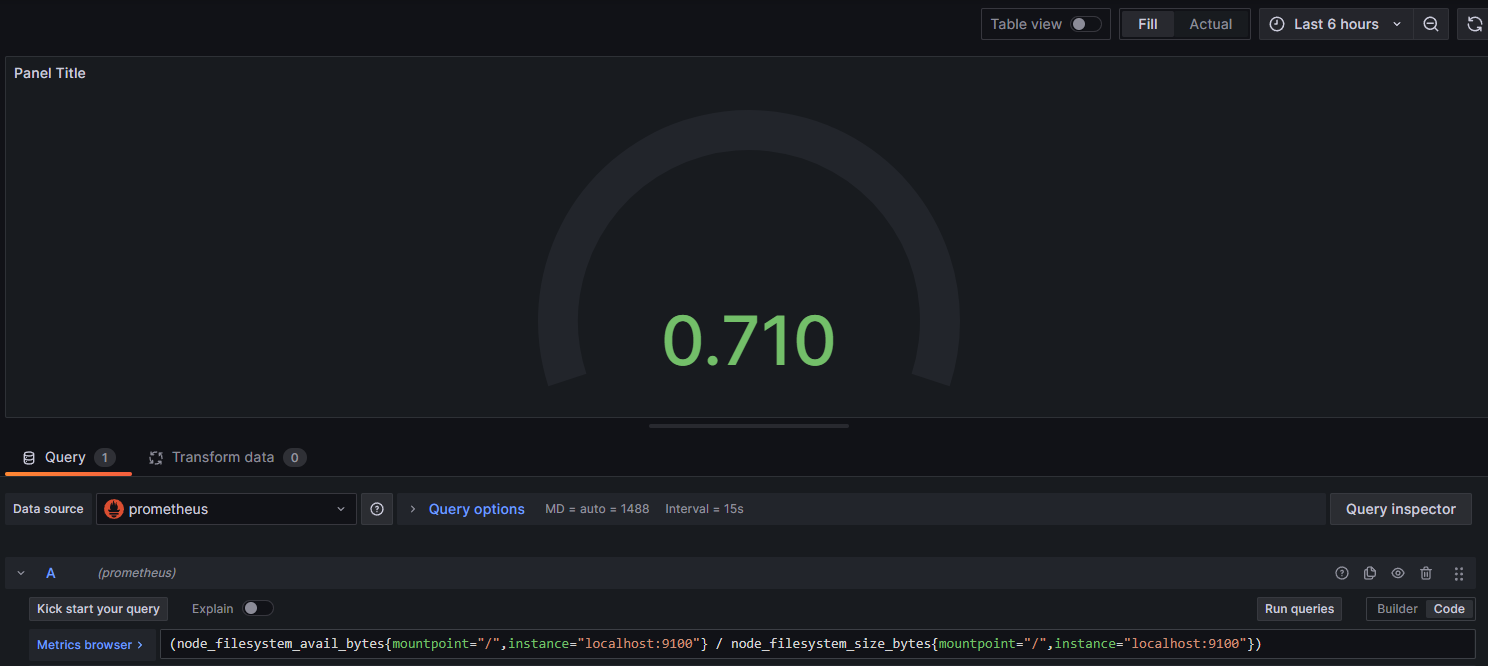 Table view Fill Actual Last 6 hours
Panel Title
0.710
Query 1 Transform data 0
Data source prometheus Query options MD = auto = 1488 Interval = 15s Query inspector
A (prometheus)
Kick start your query Explain Run queries Builder Code
Metrics browser > (node_filesystem_avail_bytes{mountpoint="/",instance="localhost:9100"} / node_filesystem_size_bytes{mountpoint="/",instance="localhost:9100"})